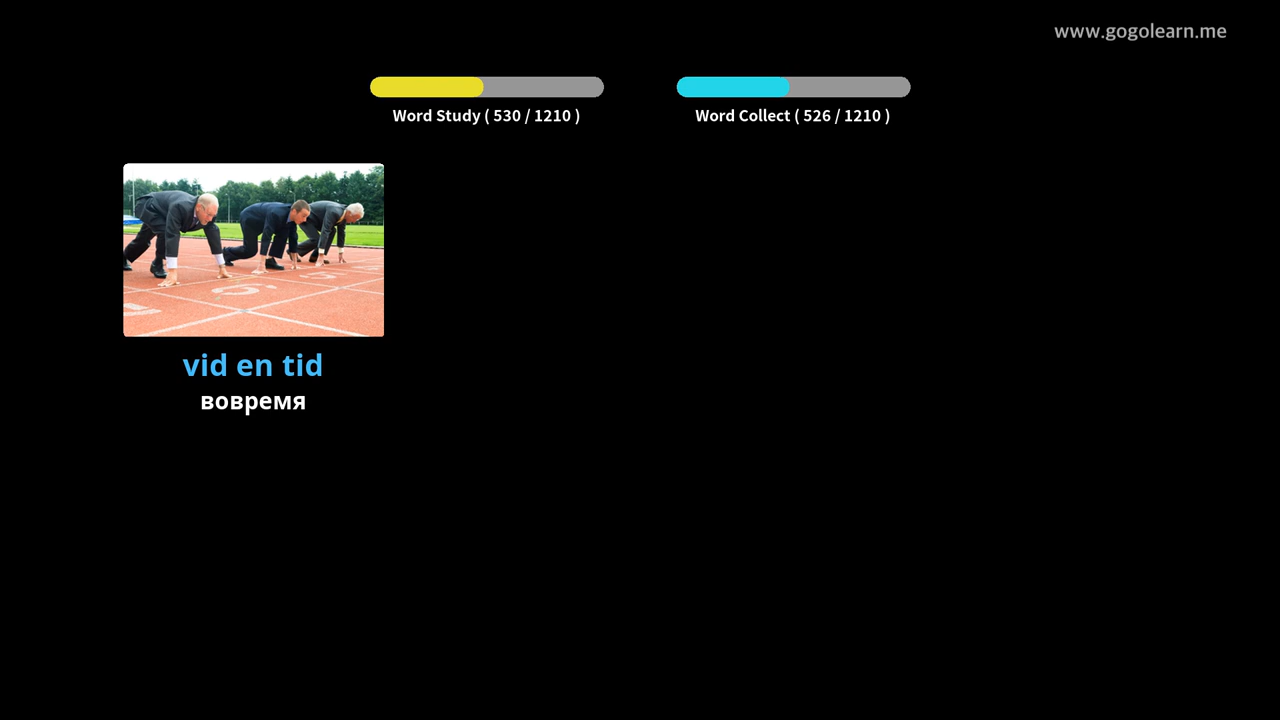 www.gogolearn.me
Word Study ( 530 / 1210 )
Word Collect ( 526 / 1210 )
vid en tid
вовремя